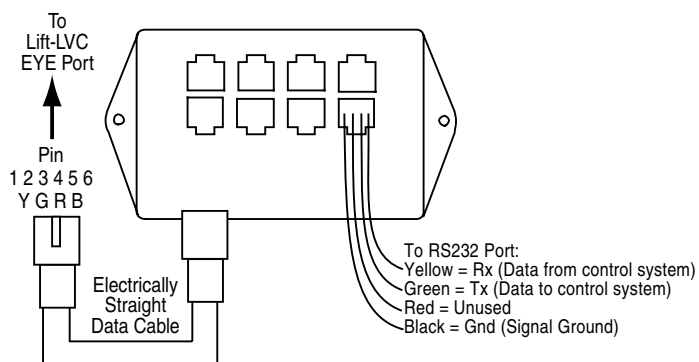 To
Lift-LVC
EYE Port
Pin
1 2 3 4 5 6
Y G R B
Electrically
Straight
Data Cable
To RS232 Port:
Yellow = Rx (Data from control system)
Green = Tx (Data to control system)
Red = Unused
Black = Gnd (Signal Ground)